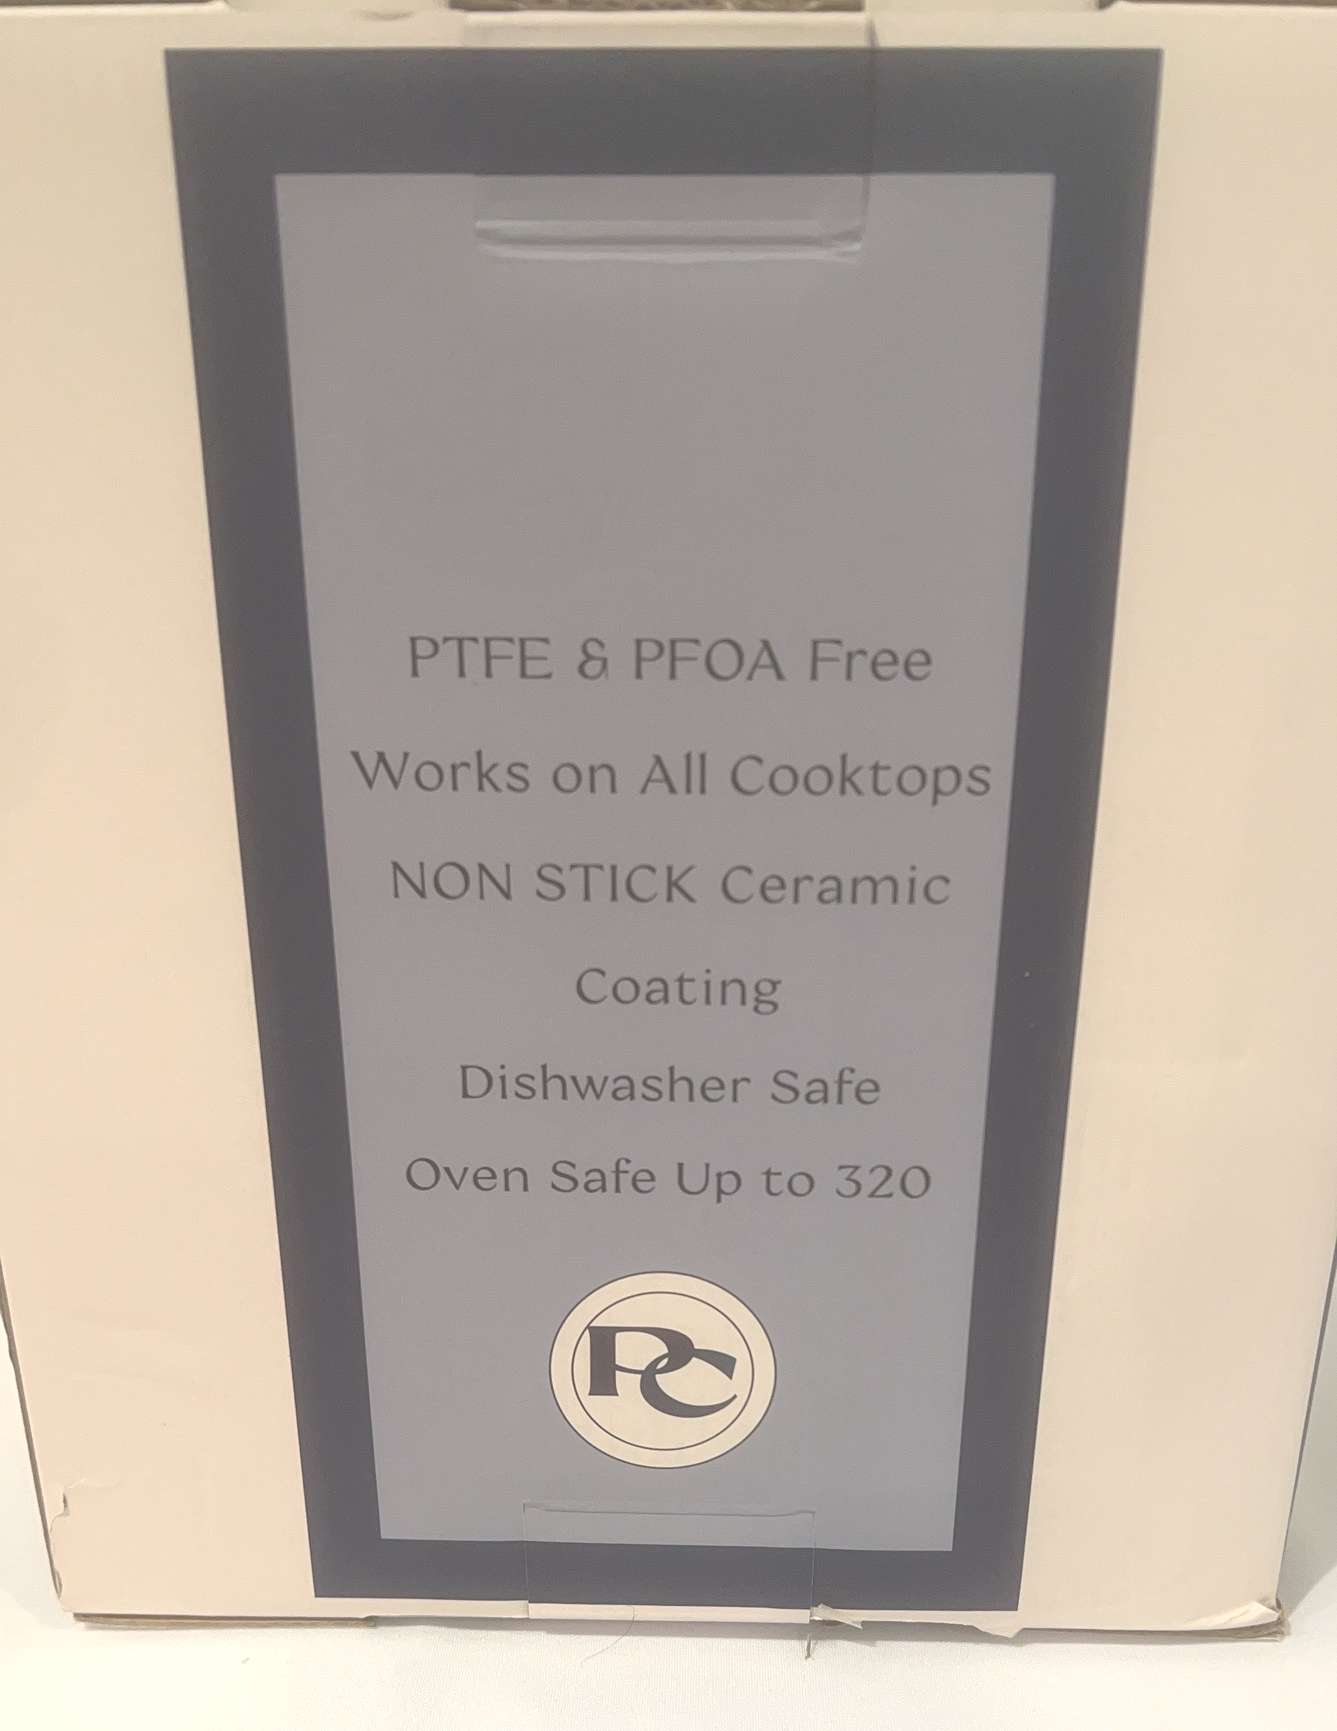 PTFE & PFOA Free
Works on All Cooktops
NON STICK Ceramic
Coating
Dishwasher Safe
Oven Safe Up to 320
PC